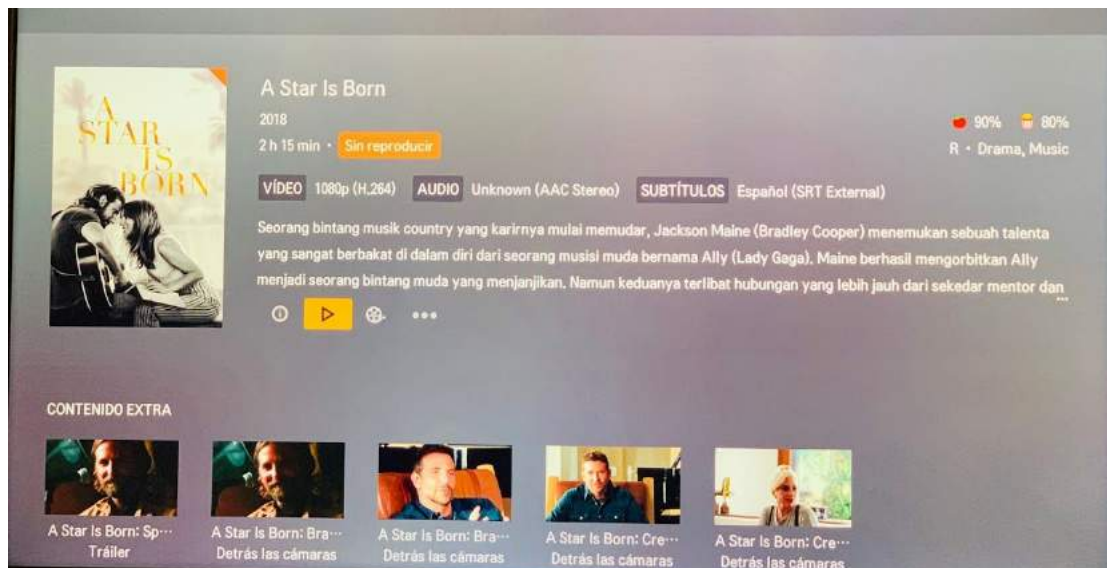 A
STAR
IS
BORN
A Star Is Born
2018
2 h 15 min • Sin reproducir
90% 80%
R • Drama, Music
VÍDEO 1080p (H.264) AUDIO Unknown (AAC Stereo) SUBTÍTULOS Español (SRT External)
Seorang bintang musik country yang karirnya mulai memudar, Jackson Maine (Bradley Cooper) menemukan sebuah talenta
yang sangat berbakat di dalam diri dari seorang musisi muda bernama Ally (Lady Gaga). Maine berhasil mengorbitkan Ally
menjadi seorang bintang muda yang menjanjikan. Namun keduanya terlibat hubungan yang lebih jauh dari sekedar mentor dan
...
CONTENIDO EXTRA
A Star Is Born: Sp···
Tráiler
A Star Is Born: Bra···
Detrás las cámaras
A Star Is Born: Bra···
Detrás las cámaras
A Star Is Born: Cre···
Detrás las cámaras
A Star Is Born: Cre···
Detrás las cámaras